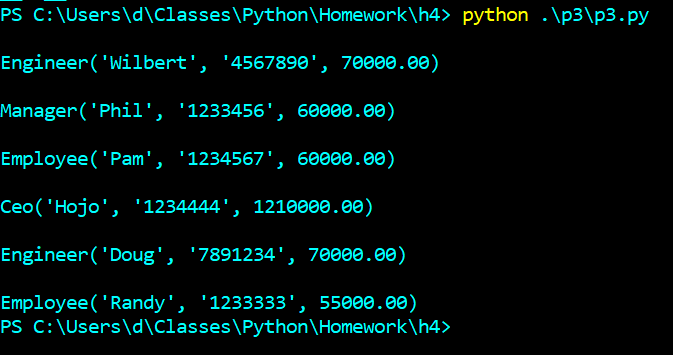 PS C:\Users\d\Classes\Python\Homework\h4> python .\p3\p3.py
Engineer('Wilbert', '4567890', 70000.00)
Manager('Phil', '1233456', 60000.00)
Employee('Pam', '1234567', 60000.00)
Ceo('Hojo', '1234444', 1210000.00)
Engineer('Doug', '7891234', 70000.00)
Employee('Randy', '1233333', 55000.00)
PS C:\Users\d\Classes\Python\Homework\h4>